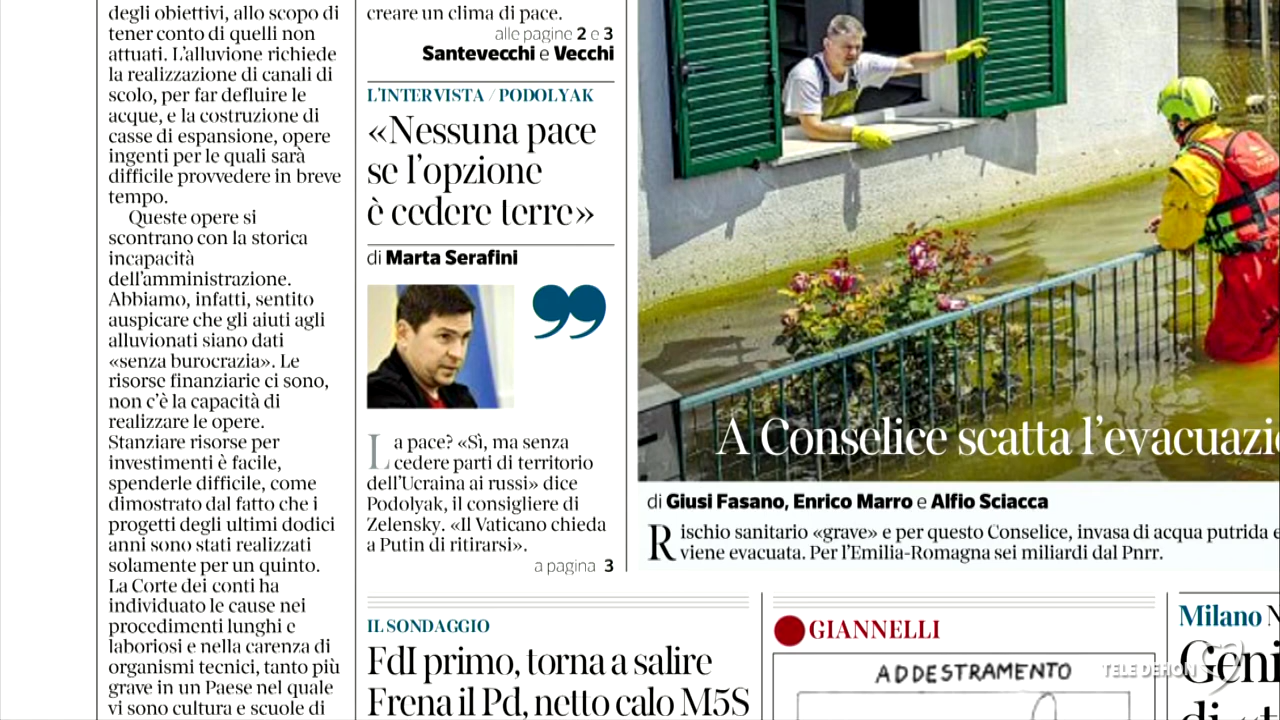 degli obiettivi, allo scopo di
tener conto di quelli non
attuati. L'alluvione richiede
la realizzazione di canali di
scolo, per far defluire le
acque, e la costruzione di
casse di espansione, opere
ingenti per le quali sarà
difficile provvedere in breve
tempo.
Queste opere si
scontrano con la storica
incapacità
dell'amministrazione.
Abbiamo, infatti, sentito
auspicare che gli aiuti agli
alluvionati siano dati
«senza burocrazia». Le
risorse finanziarie ci sono,
non c'è la capacità di
realizzare le opere.
Stanziare risorse per
investimenti è facile,
spenderle difficile, come
dimostrato dal fatto che i
progetti degli ultimi dodici
anni sono stati realizzati
solamente per un quinto.
La Corte dei conti ha
individuato le cause nei
procedimenti lunghi e
laboriosi e nella carenza di
organismi tecnici, tanto più
grave in un Paese nel quale
vi sono cultura e scuole di
creare un clima di pace.
alle pagine 2 e 3
Santevecchi e Vecchi
L'INTERVISTA / PODOLYAK
«Nessuna pace
se l'opzione
è cedere terre»
di Marta Serafini
”
La pace? «Sì, ma senza
cedere parti di territorio
dell'Ucraina ai russi» dice
Podolyak, il consigliere di
Zelensky. «Il Vaticano chieda
a Putin di ritirarsi».
a pagina 3
A Conselice scatta l'evacuazi
di Giusi Fasano, Enrico Marro e Alfio Sciacca
Rischio sanitario «grave» e per questo Conselice, invasa di acqua putrida e
viene evacuata. Per l'Emilia-Romagna sei miliardi dal Pnrr.
IL SONDAGGIO
FdI primo, torna a salire
Frena il Pd, netto calo M5S
GIANNELLI
ADDESTRAMENTO
Milano N
Geni
TELE DEHON